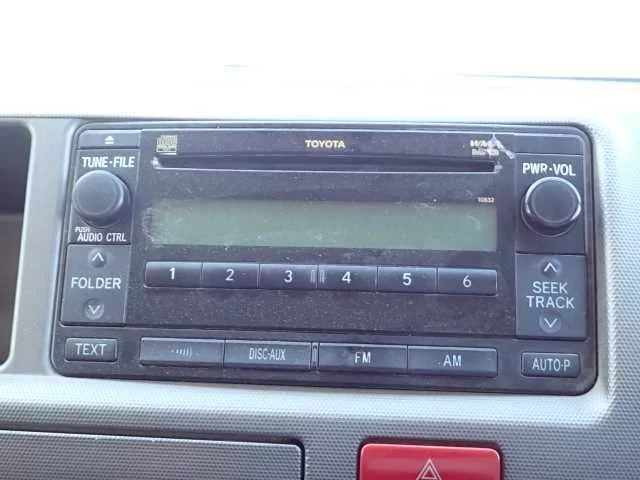 TOYOTA
TUNE·FILE
PWR·VOL
10832
PUSH
AUDIO CTRL
1 2 3 4 5 6
FOLDER
SEEK
TRACK
TEXT
DISC·AUX
FM
AM
AUTO·P